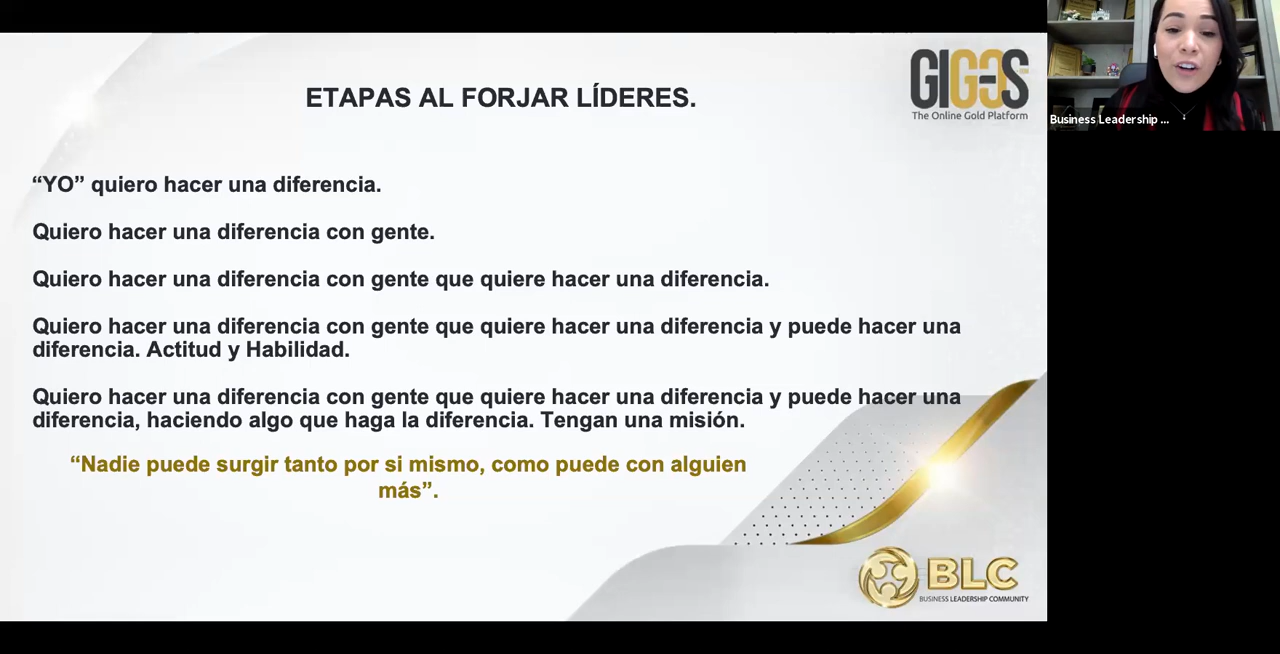 ETAPAS AL FORJAR LÍDERES.
GIGOS
The Online Gold Platform
Business Leadership ...
“YO” quiero hacer una diferencia.
Quiero hacer una diferencia con gente.
Quiero hacer una diferencia con gente que quiere hacer una diferencia.
Quiero hacer una diferencia con gente que quiere hacer una diferencia y puede hacer una
diferencia. Actitud y Habilidad.
Quiero hacer una diferencia con gente que quiere hacer una diferencia y puede hacer una
diferencia, haciendo algo que haga la diferencia. Tengan una misión.
“Nadie puede surgir tanto por si mismo, como puede con alguien
más”.
BLC
BUSINESS LEADERSHIP COMMUNITY